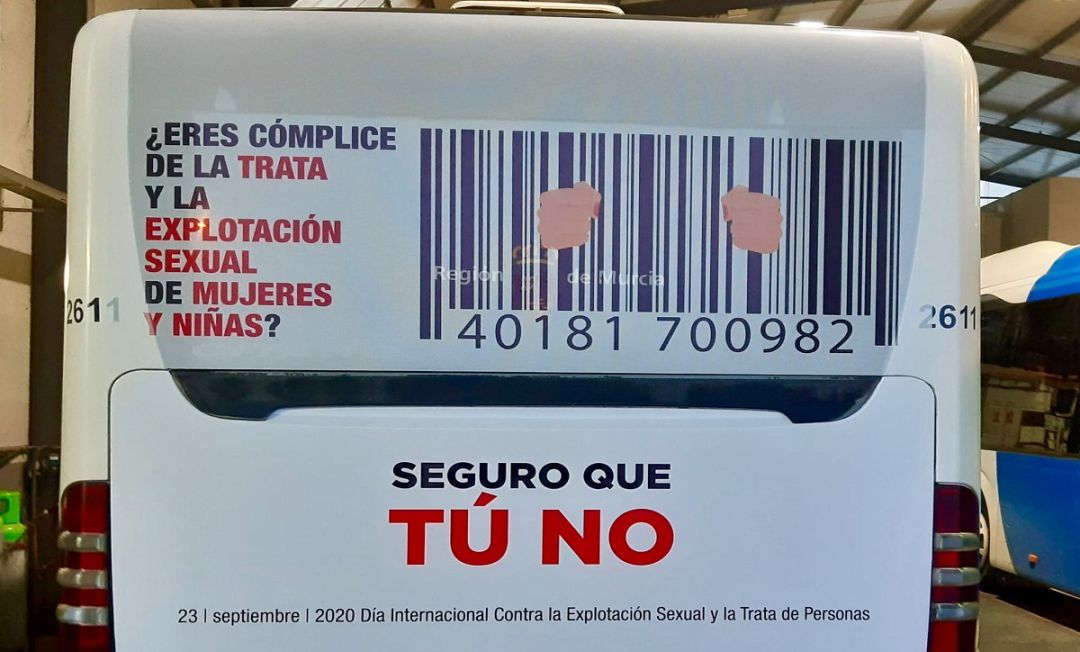 ¿ERES CÓMPLICE
DE LA TRATA
Y LA
EXPLOTACIÓN
SEXUAL
DE MUJERES
Y NIÑAS?
Region de Murcia
40181 700982
2611
2611
SEGURO QUE
TÚ NO
23 | septiembre | 2020 Día Internacional Contra la Explotación Sexual y la Trata de Personas